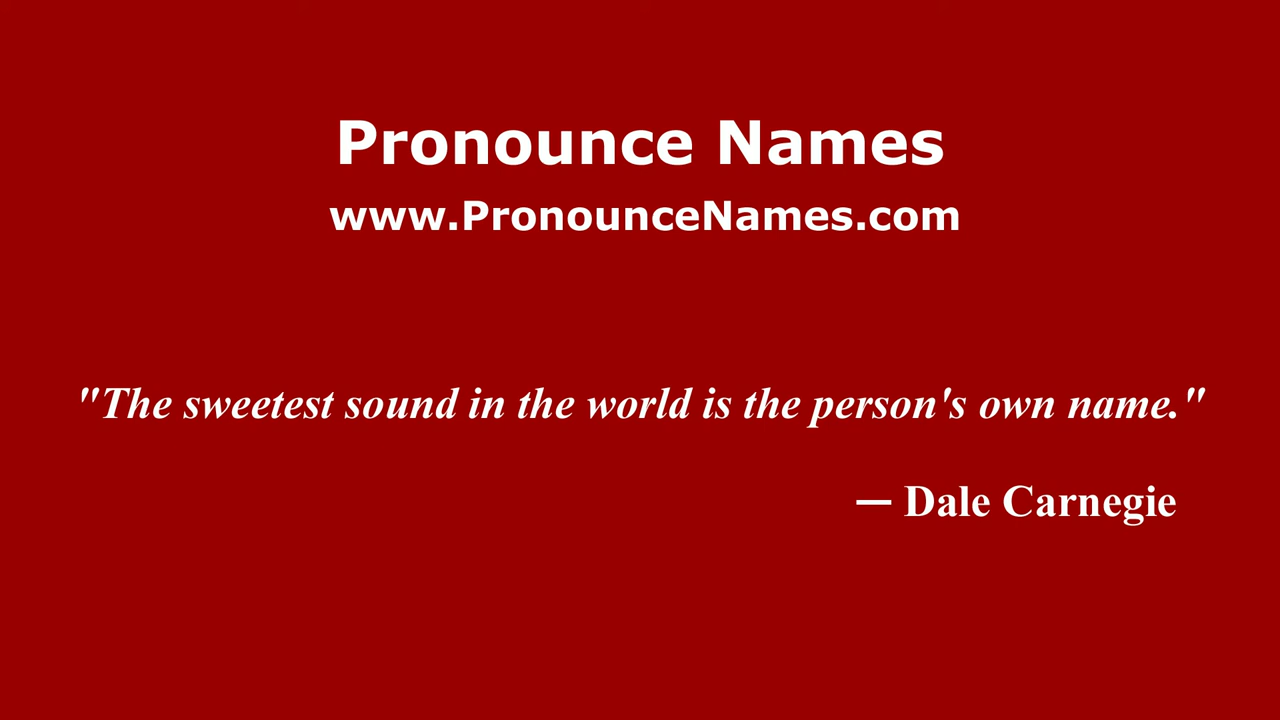 Pronounce Names
www.PronounceNames.com
"The sweetest sound in the world is the person's own name."
— Dale Carnegie